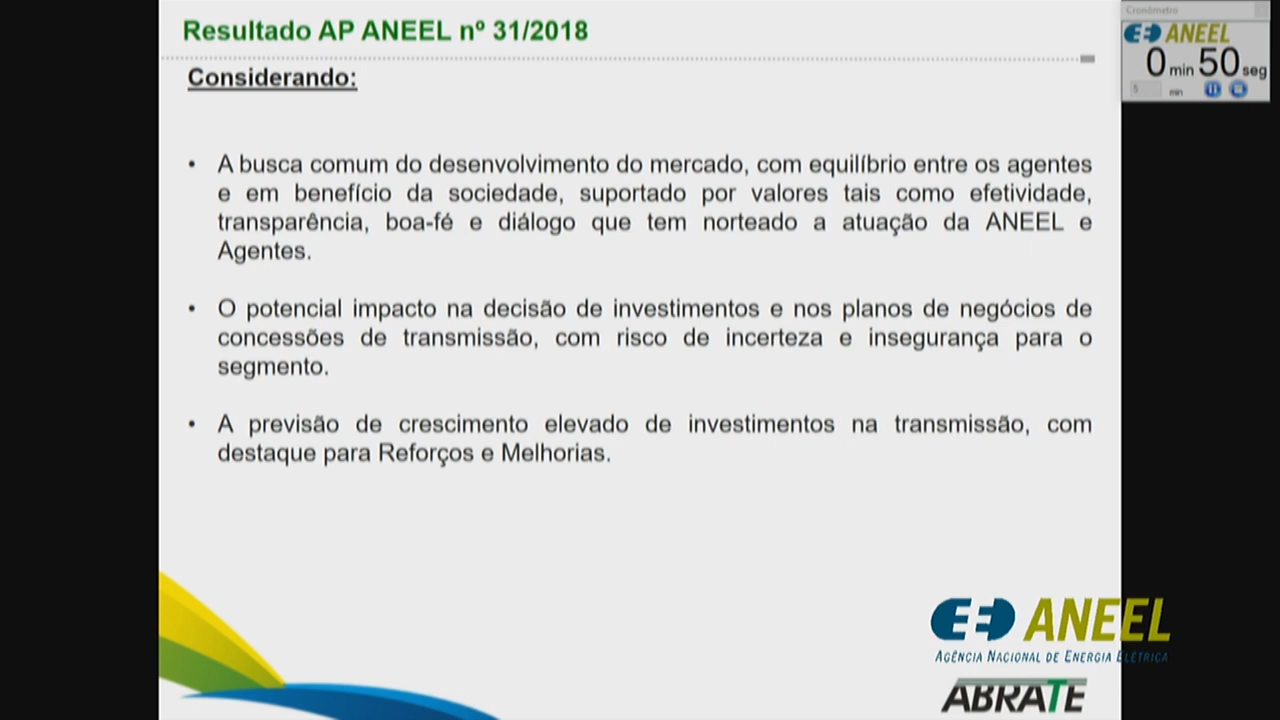 Resultado AP ANEEL nº 31/2018
Cronômetro
ANEEL
0 min 50 seg
5 min
Considerando:
• A busca comum do desenvolvimento do mercado, com equilíbrio entre os agentes
e em benefício da sociedade, suportado por valores tais como efetividade,
transparência, boa-fé e diálogo que tem norteado a atuação da ANEEL e
Agentes.
• O potencial impacto na decisão de investimentos e nos planos de negócios de
concessões de transmissão, com risco de incerteza e insegurança para o
segmento.
• A previsão de crescimento elevado de investimentos na transmissão, com
destaque para Reforços e Melhorias.
ANEEL
AGÊNCIA NACIONAL DE ENERGIA ELÉTRICA
ABRATE